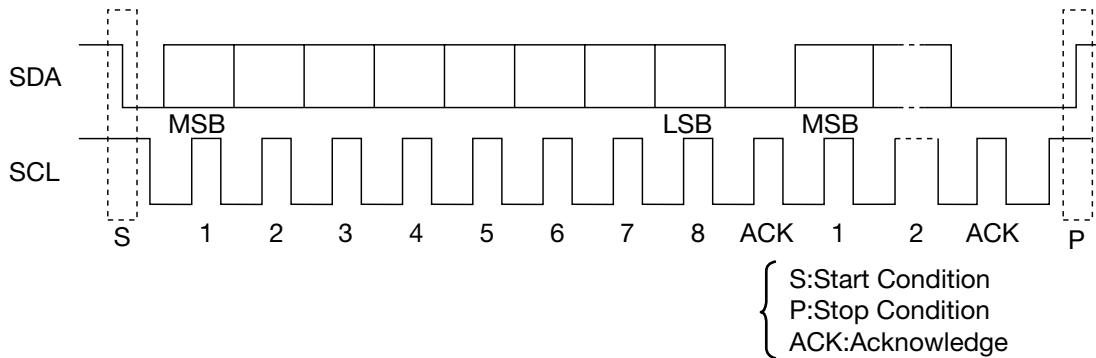 SDA
MSB LSB MSB
SCL
S 1 2 3 4 5 6 7 8 ACK 1 2 ACK P
S:Start Condition
P:Stop Condition
ACK:Acknowledge